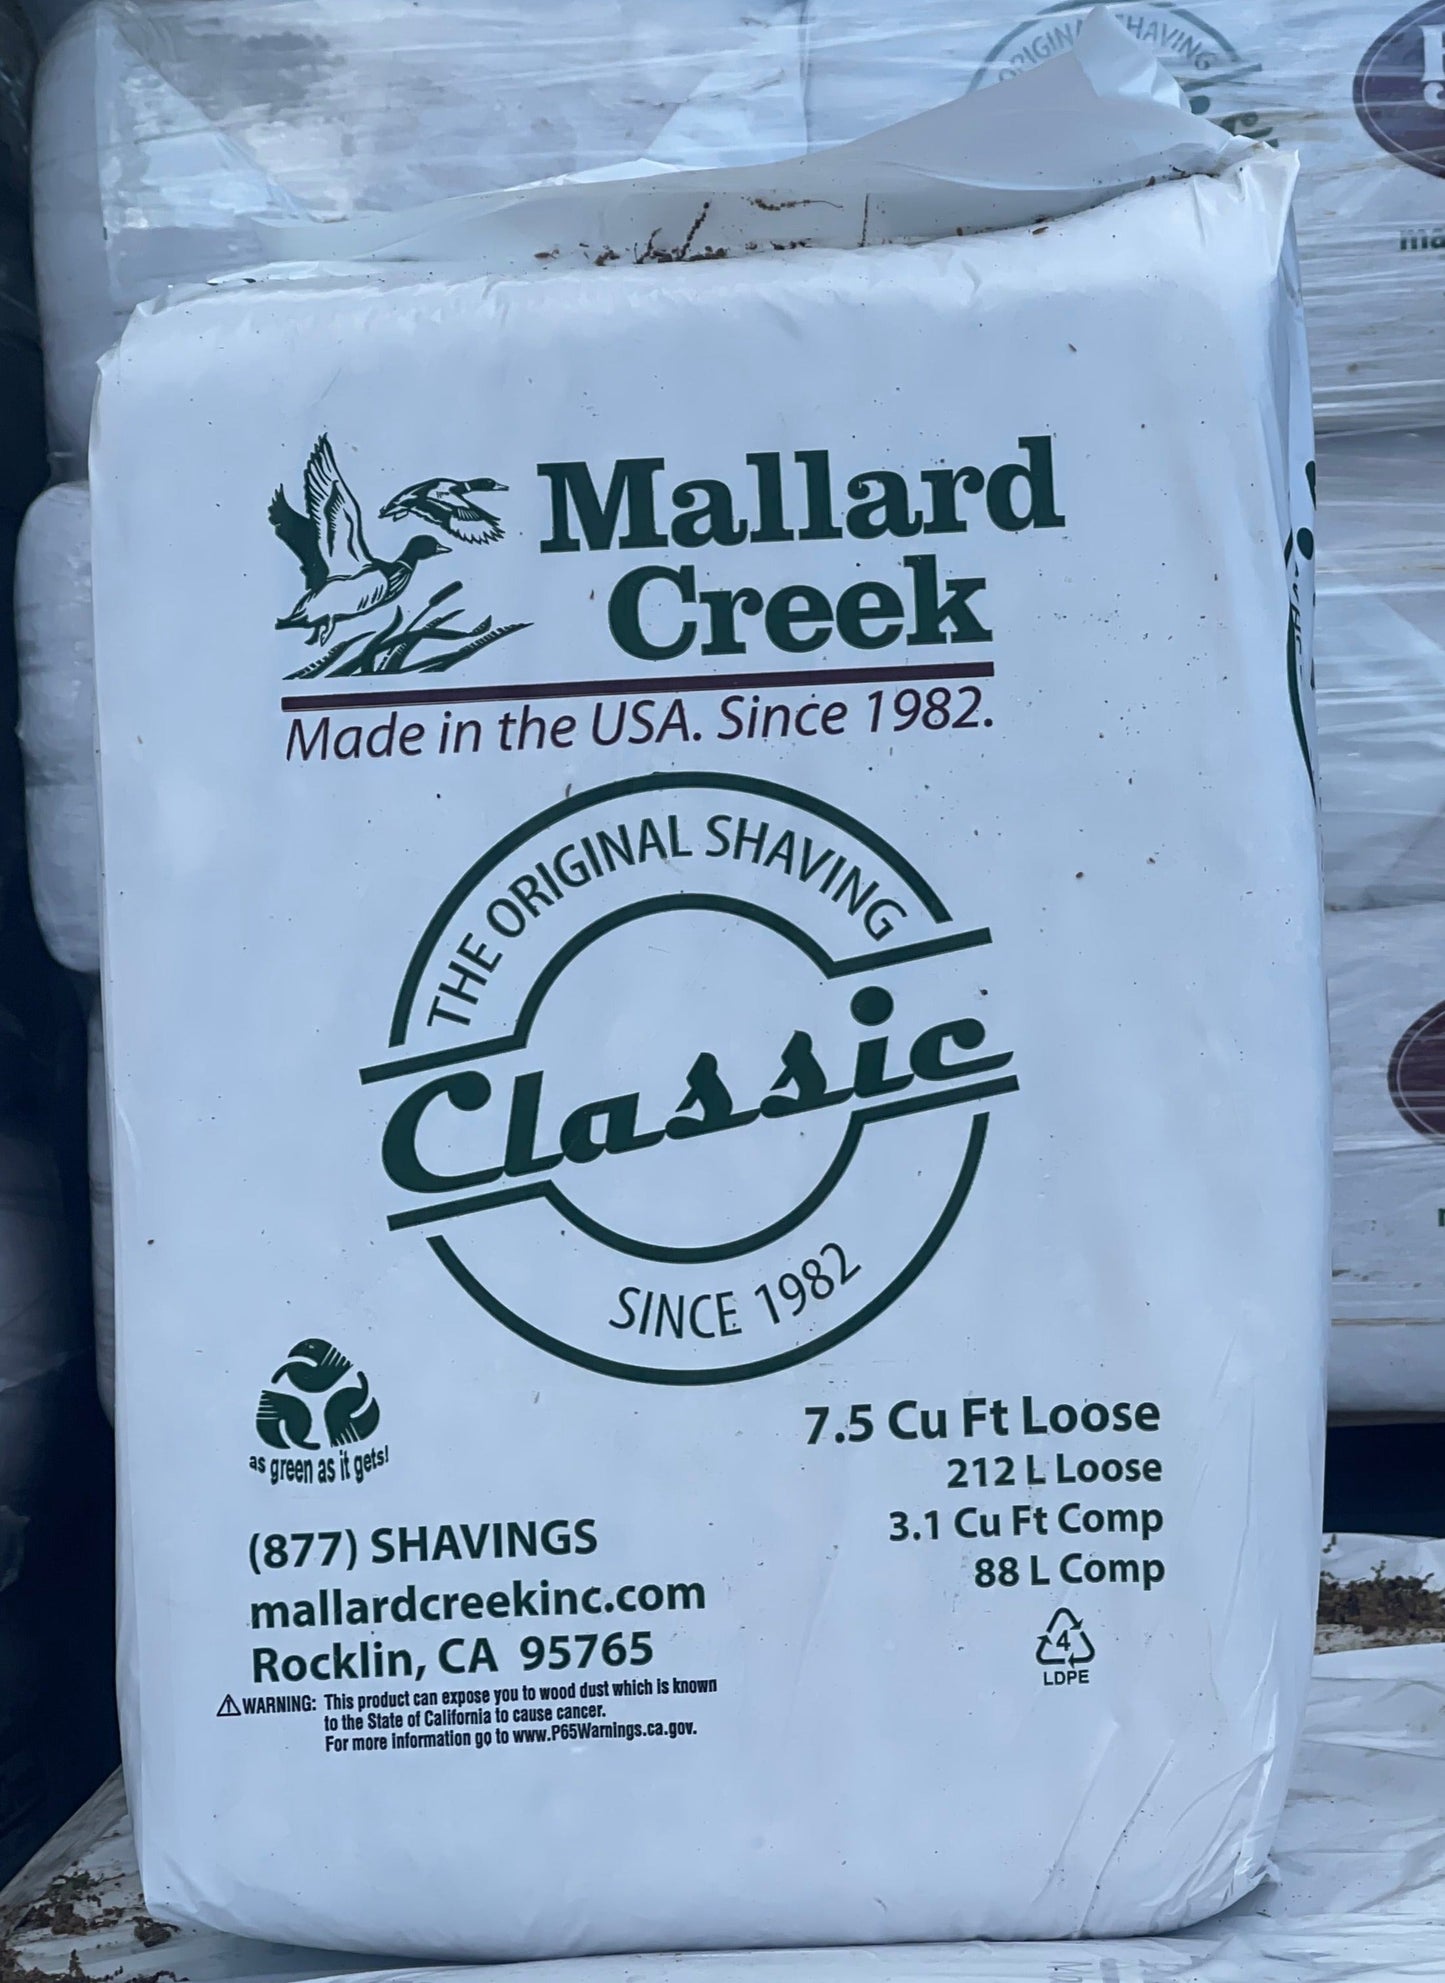 ORIGINAL SHAVING
Mallard
Creek
Made in the USA. Since 1982.
THE ORIGINAL SHAVING
Classic
SINCE 1982
as green as it gets!
7.5 Cu Ft Loose
212 L Loose
3.1 Cu Ft Comp
88 L Comp
4
LDPE
(877) SHAVINGS
mallardcreekinc.com
Rocklin, CA 95765
WARNING: This product can expose you to wood dust which is known
to the State of California to cause cancer.
For more information go to www.P65Warnings.ca.gov.